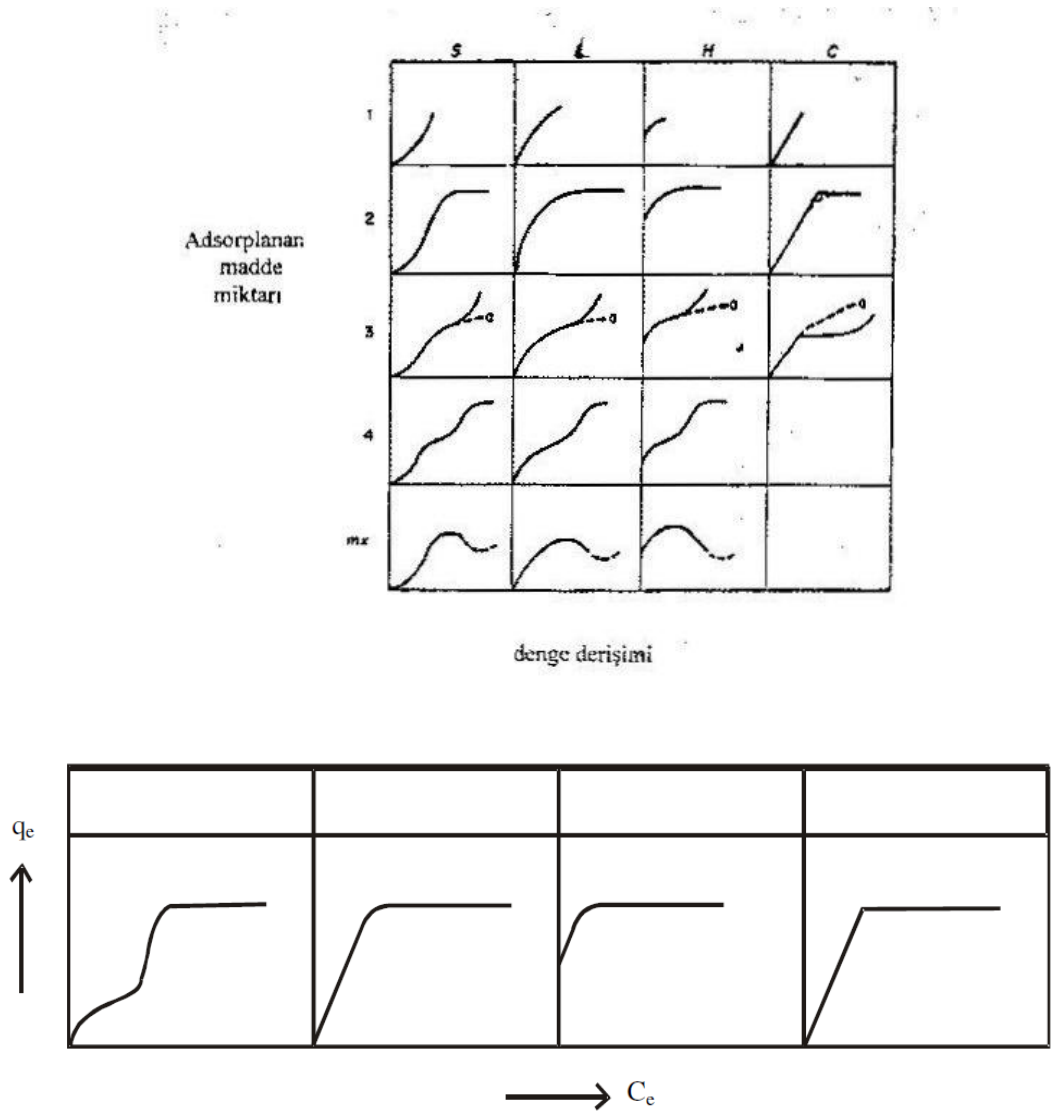 S L H C
1
2
Adsorplanan
madde
miktarı
3
a
a
a
a
4
mx
denge derişimi
qe
Ce